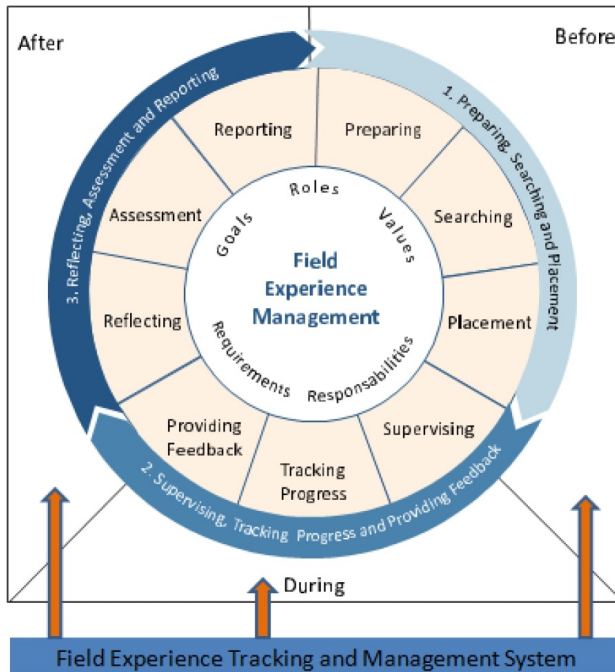 After
Before
1. Preparing, Searching and Placement
3. Reflecting, Assessment and Reporting
Reporting
Preparing
Assessment
Searching
Reflecting
Placement
Providing
Feedback
Tracking
Progress
Supervising
Goals
Roles
Values
Field
Experience
Management
Requirements
Responsabilities
2. Supervising, Tracking Progress and Providing Feedback
During
Field Experience Tracking and Management System